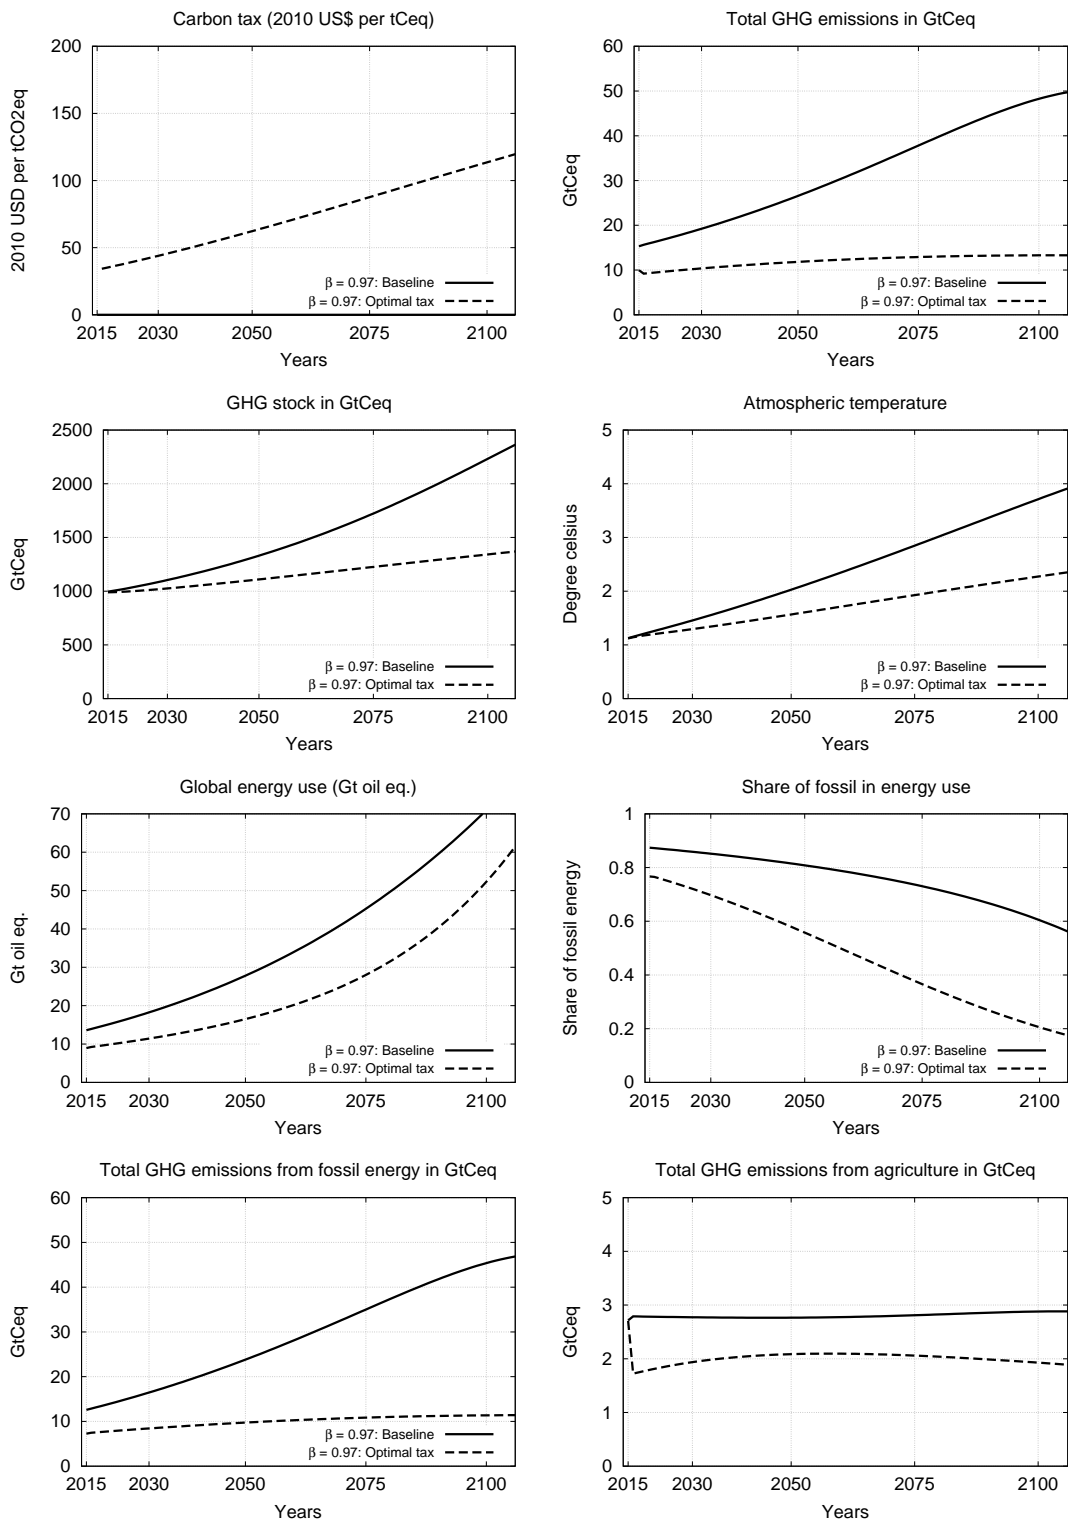 Carbon tax (2010 US$ per tCeq)
200
150
100
50
0
2010 USD per tCO2eq
β = 0.97: Baseline
β = 0.97: Optimal tax
2015 2030 2050 2075 2100
Years
Total GHG emissions in GtCeq
60
50
40
30
20
10
0
GtCeq
β = 0.97: Baseline
β = 0.97: Optimal tax
2015 2030 2050 2075 2100
Years
GHG stock in GtCeq
2500
2000
1500
1000
500
0
GtCeq
β = 0.97: Baseline
β = 0.97: Optimal tax
2015 2030 2050 2075 2100
Years
Atmospheric temperature
5
4
3
2
1
0
Degree celsius
β = 0.97: Baseline
β = 0.97: Optimal tax
2015 2030 2050 2075 2100
Years
Global energy use (Gt oil eq.)
70
60
50
40
30
20
10
0
Gt oil eq.
β = 0.97: Baseline
β = 0.97: Optimal tax
2015 2030 2050 2075 2100
Years
Share of fossil in energy use
1
0.8
0.6
0.4
0.2
0
Share of fossil energy
β = 0.97: Baseline
β = 0.97: Optimal tax
2015 2030 2050 2075 2100
Years
Total GHG emissions from fossil energy in GtCeq
60
50
40
30
20
10
0
GtCeq
β = 0.97: Baseline
β = 0.97: Optimal tax
2015 2030 2050 2075 2100
Years
Total GHG emissions from agriculture in GtCeq
5
4
3
2
1
0
GtCeq
2015 2030 2050 2075 2100
Years